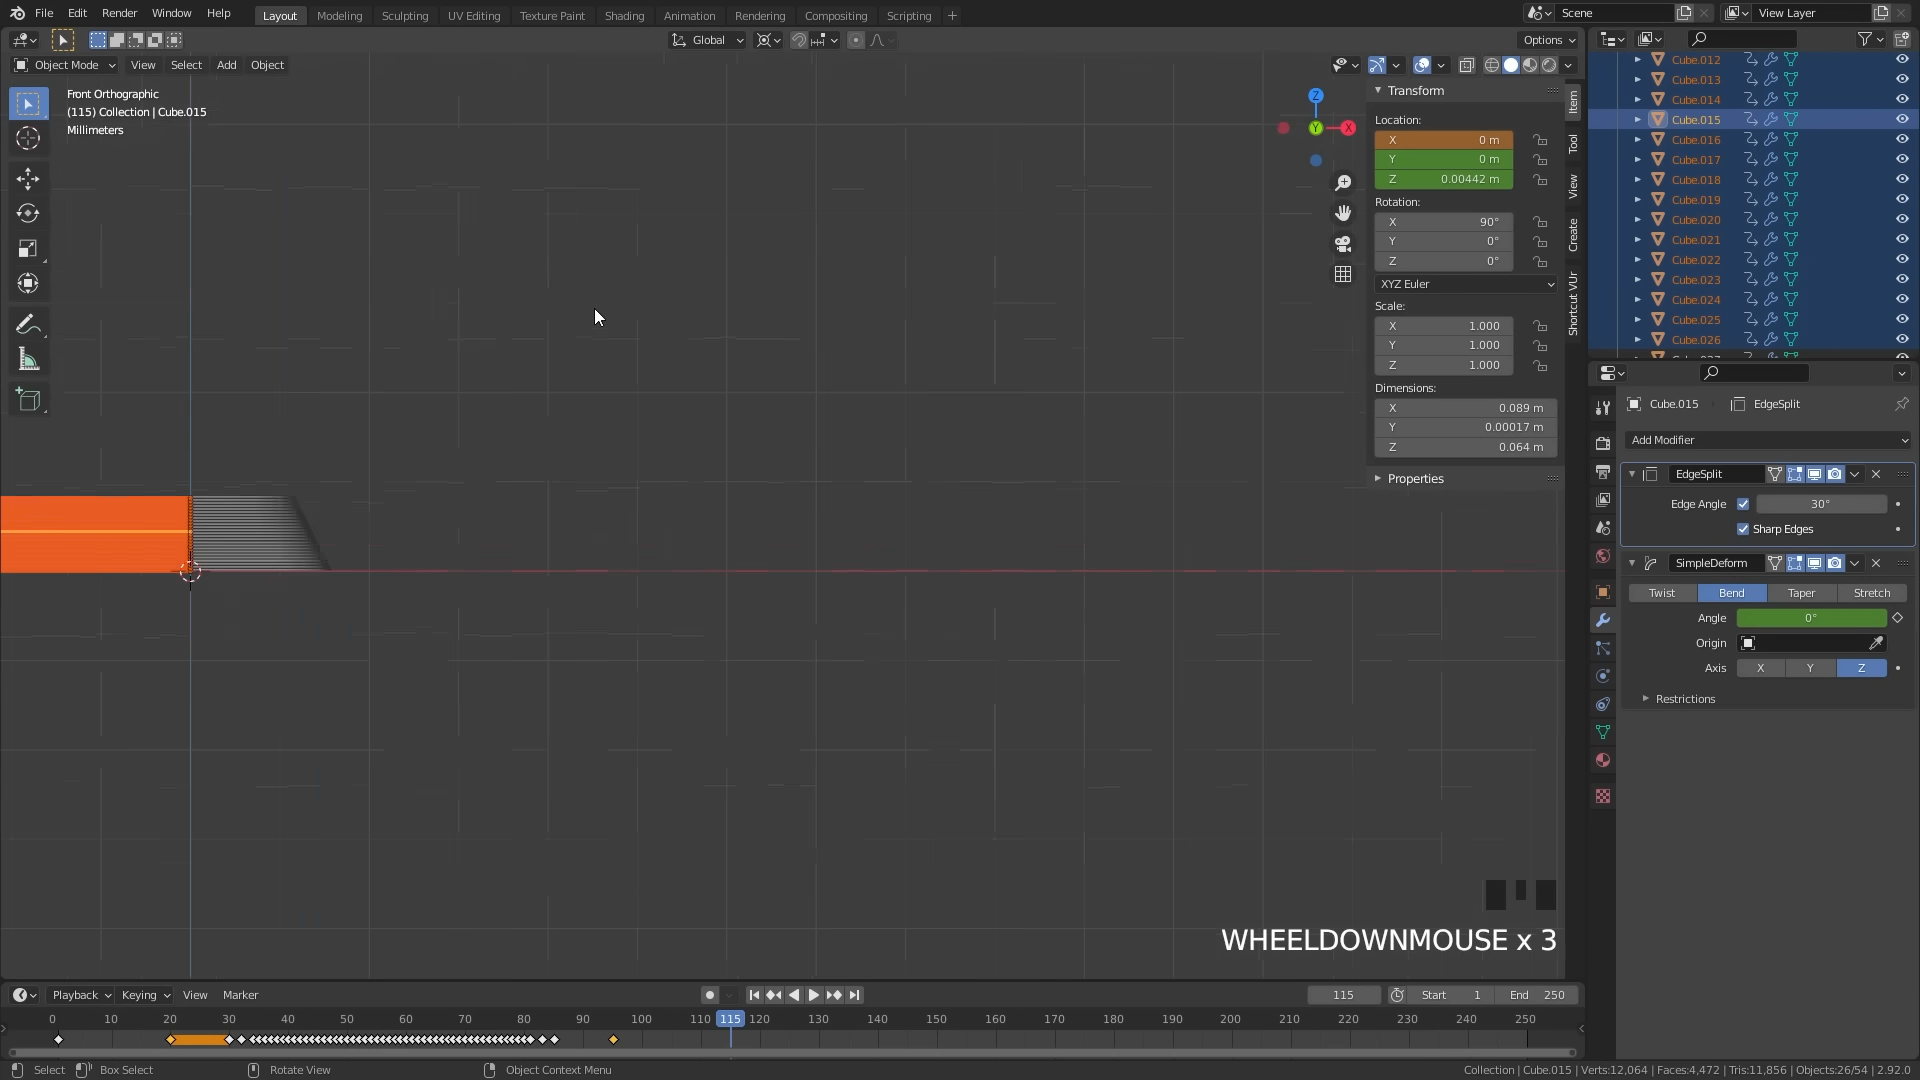 File Edit Render Window Help Layout Modeling Sculpting UV Editing Texture Paint Shading Animation Rendering Compositing Scripting + Scene View Layer
Global Options
Object Mode View Select Add Object
Front Orthographic
(115) Collection | Cube.015
Millimeters
Z
Y
X
Transform
Location:
X 0 m
Y 0 m
Z 0.00442 m
Rotation:
X 90°
Y 0°
Z 0°
XYZ Euler
Scale:
X 1.000
Y 1.000
Z 1.000
Dimensions:
X 0.089 m
Y 0.00017 m
Z 0.064 m
Properties
Item
Tool
View
Create
Shortcut VUr
Cube.012
Cube.013
Cube.014
Cube.015
Cube.016
Cube.017
Cube.018
Cube.019
Cube.020
Cube.021
Cube.022
Cube.023
Cube.024
Cube.025
Cube.026
Cube.015 EdgeSplit
Add Modifier
EdgeSplit
Edge Angle 30°
Sharp Edges
SimpleDeform
Twist Bend Taper Stretch
Angle 0°
Origin
Axis X Y Z
Restrictions
WHEELDOWNMOUSE x 3
Playback Keying View Marker 115 Start 1 End 250
0 10 20 30 40 50 60 70 80 90 100 110 115 120 130 140 150 160 170 180 190 200 210 220 230 240 250
Select Box Select Rotate View Object Context Menu Collection | Cube.015 | Verts:12,064 | Faces:4,472 | Tris:11,856 | Objects:26/54 | 2.92.0